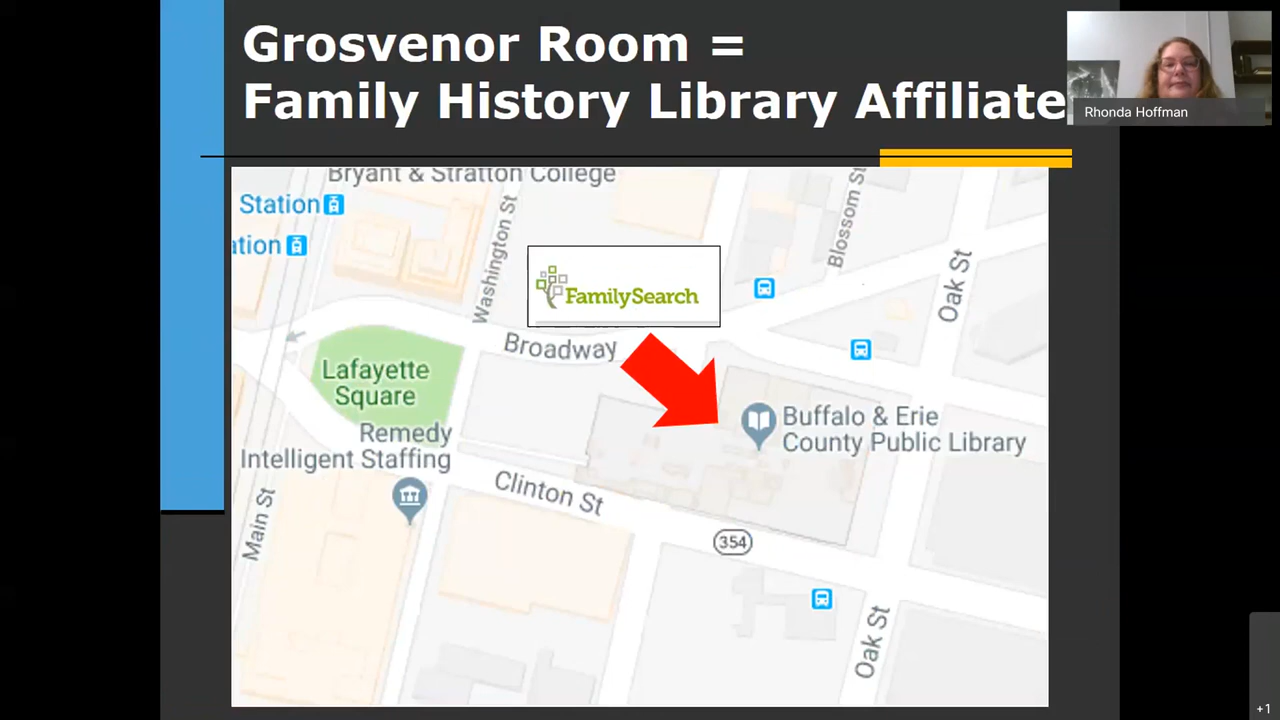 Grosvenor Room =
Family History Library Affiliate
Rhonda Hoffman
Bryant & Stratton College
Station
ation
Washington St
Blossom St
Oak St
FamilySearch
Broadway
Lafayette
Square
Buffalo & Erie
County Public Library
Remedy
Intelligent Staffing
Clinton St
Main St
354
Oak St
+1